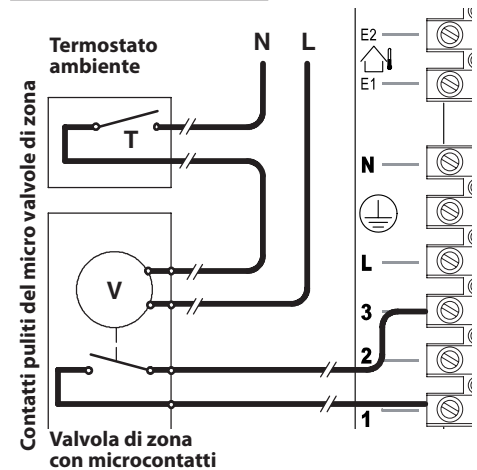 Termostato
ambiente
N
L
T
Contatti puliti del micro valvole di zona
V
Valvola di zona
con microcontatti
E2
E1
N
L
3
2
1